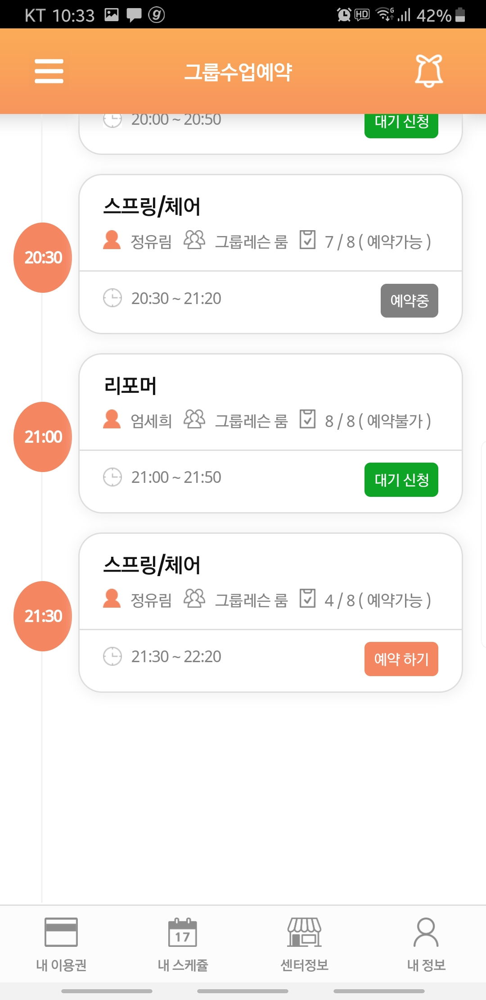 KT 10:33 42%
그룹수업예약
20:00 ~ 20:50 대기 신청
스프링/체어
정유림 그룹레슨 룸 7 / 8 ( 예약가능 )
20:30
20:30 ~ 21:20 예약중
리포머
엄세희 그룹레슨 룸 8 / 8 ( 예약불가 )
21:00
21:00 ~ 21:50 대기 신청
스프링/체어
정유림 그룹레슨 룸 4 / 8 ( 예약가능 )
21:30
21:30 ~ 22:20 예약 하기
17
내 이용권 내 스케쥴 센터정보 내 정보